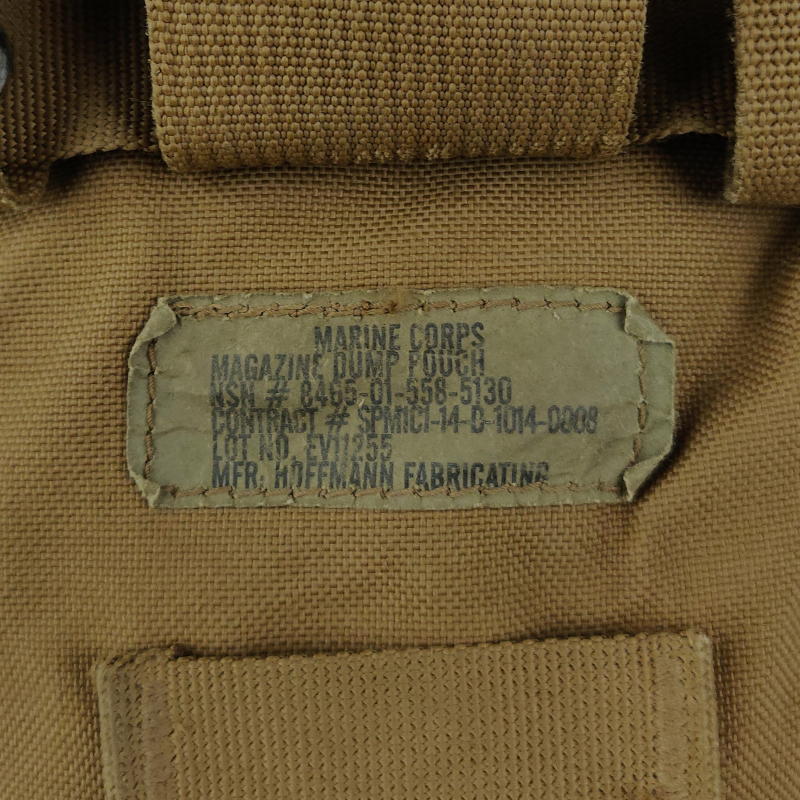 MARINE CORPS
MAGAZINE DUMP POUCH
NSN # 8465-01-558-5130
CONTRACT # SPM1C1-14-D-1014-0008
LOT NO. EV11255
MFR: HOFFMANN FABRICATING